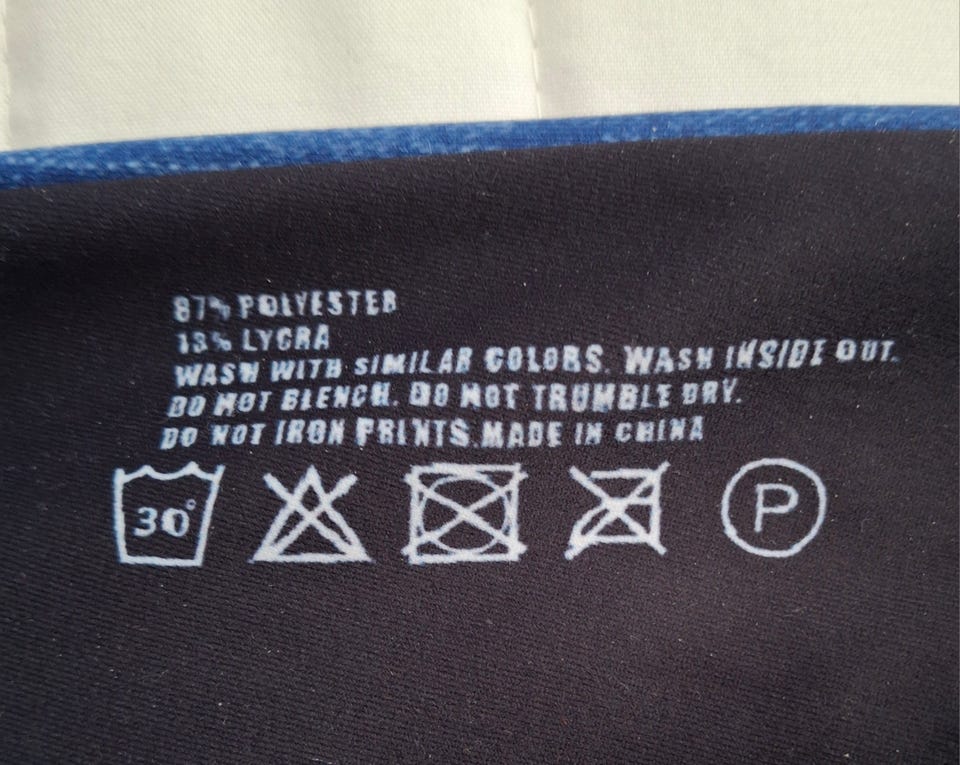 87% POLYESTER
13% LYCRA
WASH WITH SIMILAR COLORS. WASH INSIDE OUT.
DO NOT BLENCH. DO NOT TRUMBLE DRY.
DO NOT IRON PRINTS.MADE IN CHINA
30°
P